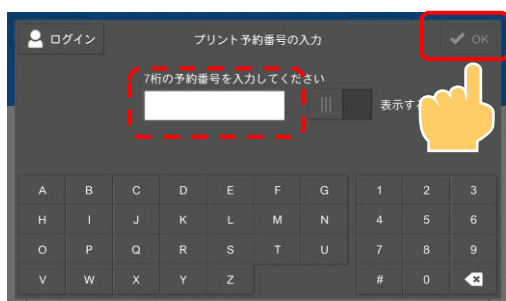 ログイン
プリント予約番号の入力
OK
7桁の予約番号を入力してください
表示す
A B C D E F G 1 2 3
H I J K L M N 4 5 6
O P Q R S T U 7 8 9
V W X Y Z # 0